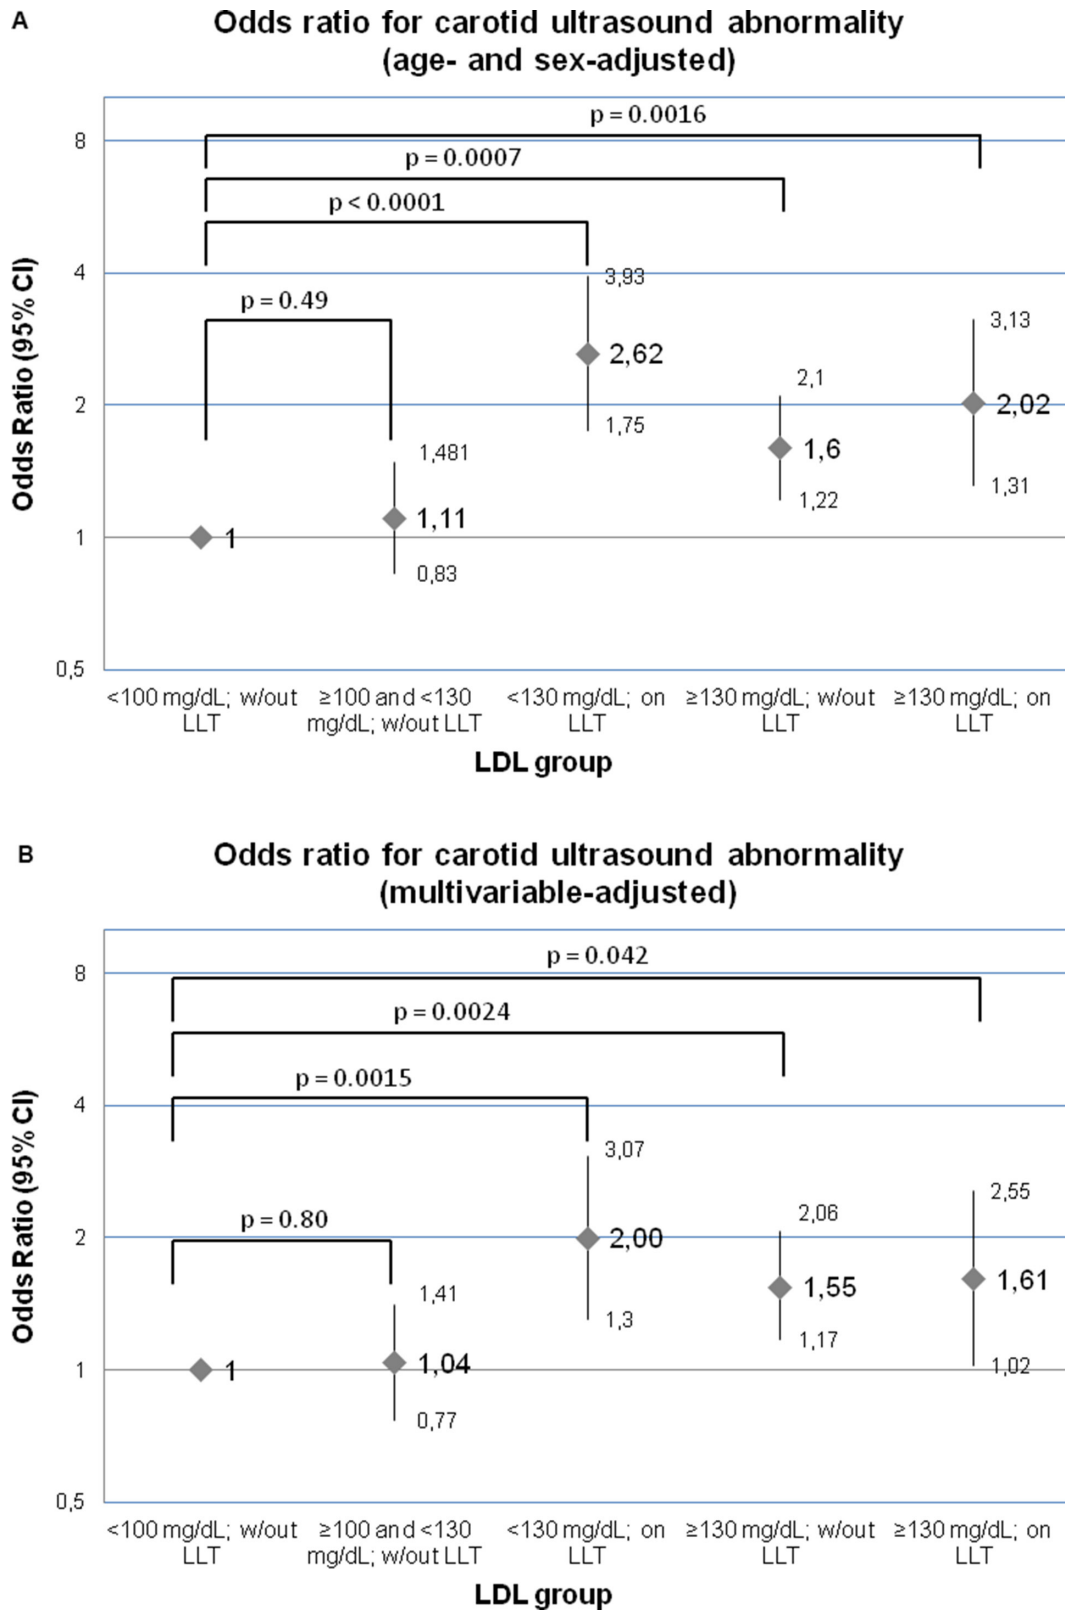 A
Odds ratio for carotid ultrasound abnormality
(age- and sex-adjusted)
Odds Ratio (95% CI)
8
4
2
1
0,5
p = 0.0016
p = 0.0007
p < 0.0001
p = 0.49
3,93
2,62
1,75
3,13
2,02
1,31
2,1
1,6
1,22
1,481
1,11
0,83
1
<100 mg/dL; w/out
LLT
≥100 and <130
mg/dL; w/out LLT
<130 mg/dL; on
LLT
≥130 mg/dL; w/out
LLT
≥130 mg/dL; on
LLT
LDL group
B
Odds ratio for carotid ultrasound abnormality
(multivariable-adjusted)
Odds Ratio (95% CI)
8
4
2
1
0,5
p = 0.042
p = 0.0024
p = 0.0015
p = 0.80
3,07
2,00
1,3
2,55
1,61
1,02
2,06
1,55
1,17
1,41
1,04
0,77
1
<100 mg/dL; w/out
LLT
≥100 and <130
mg/dL; w/out LLT
<130 mg/dL; on
LLT
≥130 mg/dL; w/out
LLT
≥130 mg/dL; on
LLT
LDL group